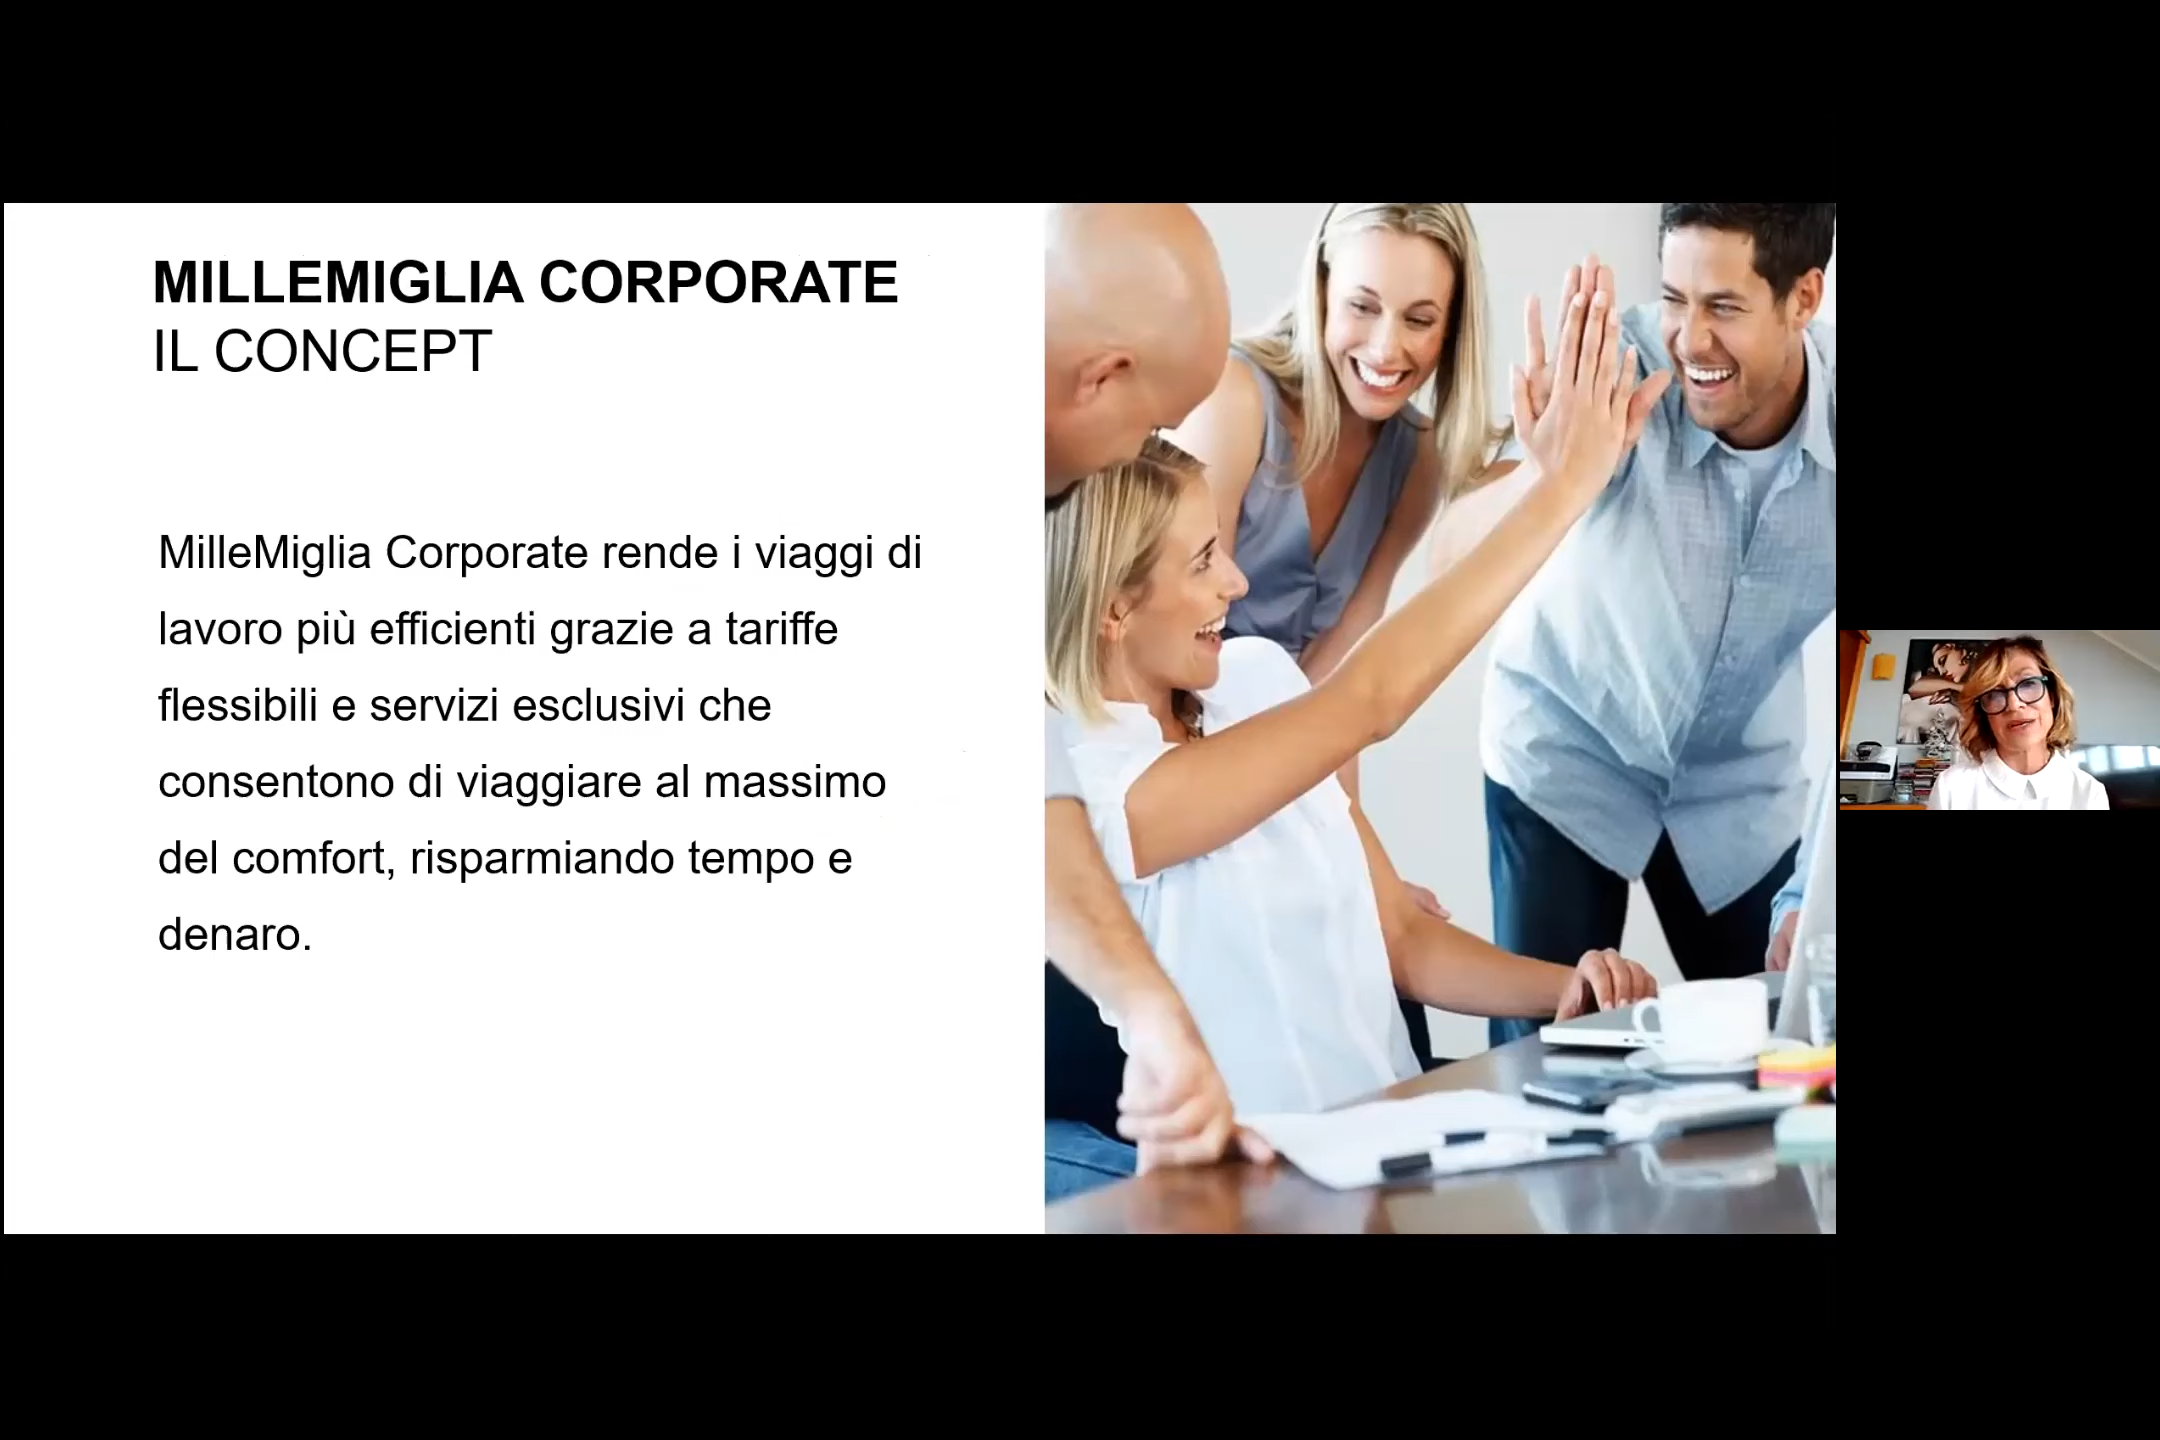 MILLEMIGLIA CORPORATE
IL CONCEPT
MilleMiglia Corporate rende i viaggi di
lavoro più efficienti grazie a tariffe
flessibili e servizi esclusivi che
consentono di viaggiare al massimo
del comfort, risparmiando tempo e
denaro.